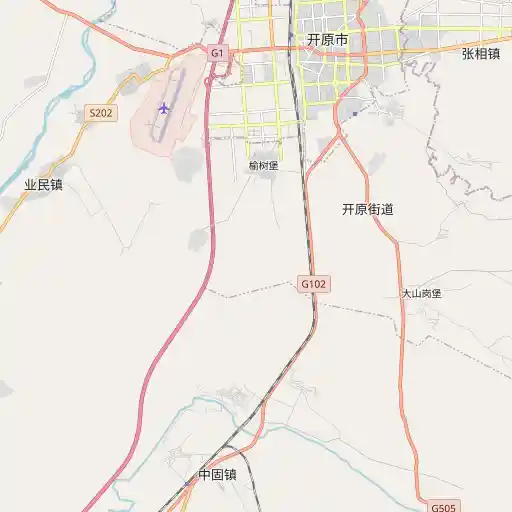 开原市
G1
张相镇
S202
榆树堡
业民镇
开原街道
G102
大山岗堡
中固镇
G505